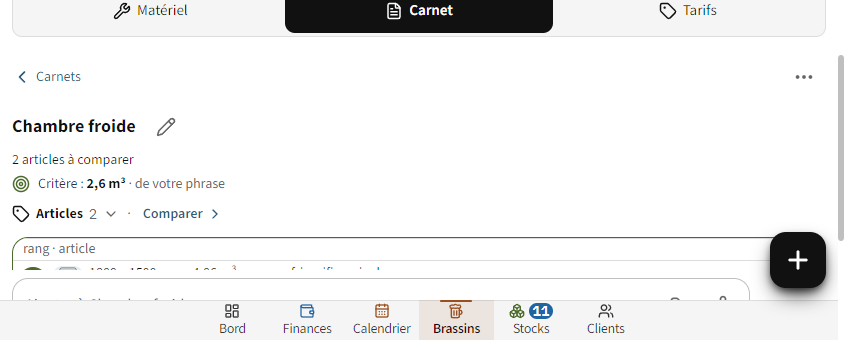 Matériel
Carnet
Tarifs
Carnets
Chambre froide
2 articles à comparer
Critère : 2,6 m³ · de votre phrase
Articles 2 · Comparer
rang · article
Bord
Finances
Calendrier
Brassins
Stocks
11
Clients